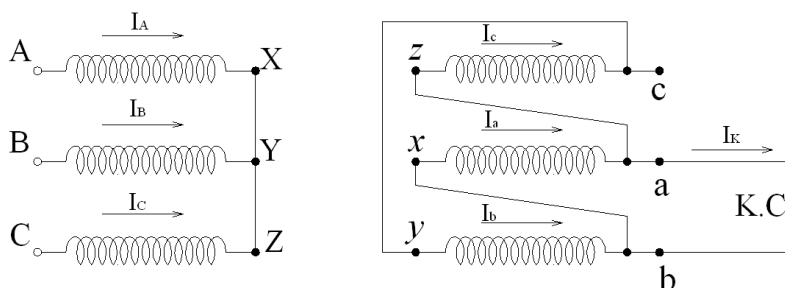 A I_A X
B I_B Y
C I_C Z
z I_c c
x I_a a I_K
K.C
y I_b b